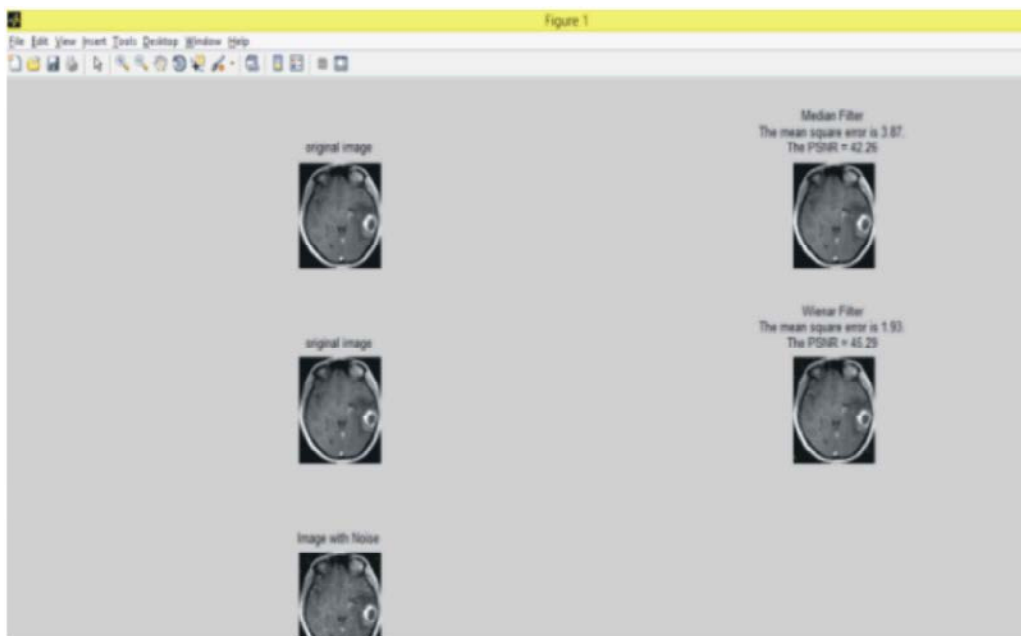 Figure 1
File Edit View Insert Tools Desktop Window Help
original image
Median Filter
The mean square error is 3.87.
The PSNR = 42.26
original image
Wienar Filter
The mean square error is 1.93.
The PSNR = 45.29
Image with Noise